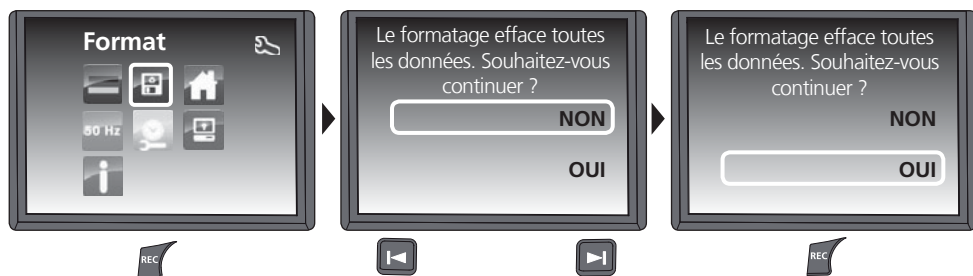 Format
50 Hz
REC
Le formatage efface toutes
les données. Souhaitez-vous
continuer ?
NON
OUI
Le formatage efface toutes
les données. Souhaitez-vous
continuer ?
NON
OUI
REC